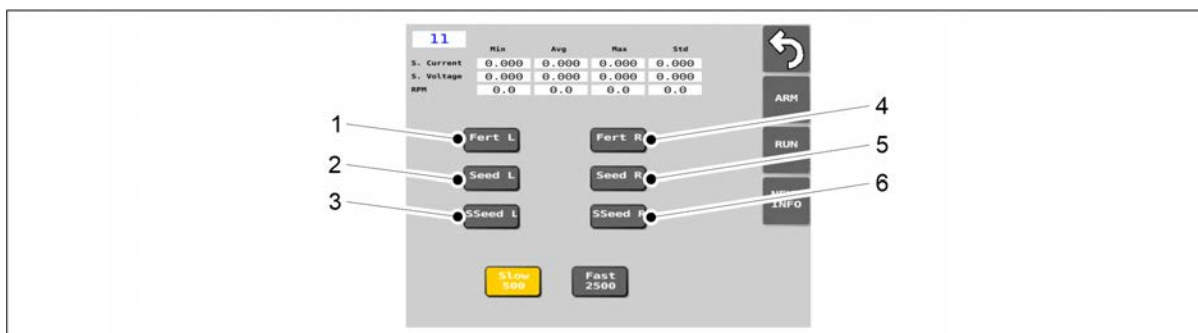 11
Min Avg Max Std
S. Current 0.000 0.000 0.000 0.000
S. Voltage 0.000 0.000 0.000 0.000
RPM 0.0 0.0 0.0 0.0
ARM
RUN
INFO
1 Fert L Fert R 4
2 Seed L Seed R 5
3 SSeed L SSeed R 6
Slow Fast
500 2500